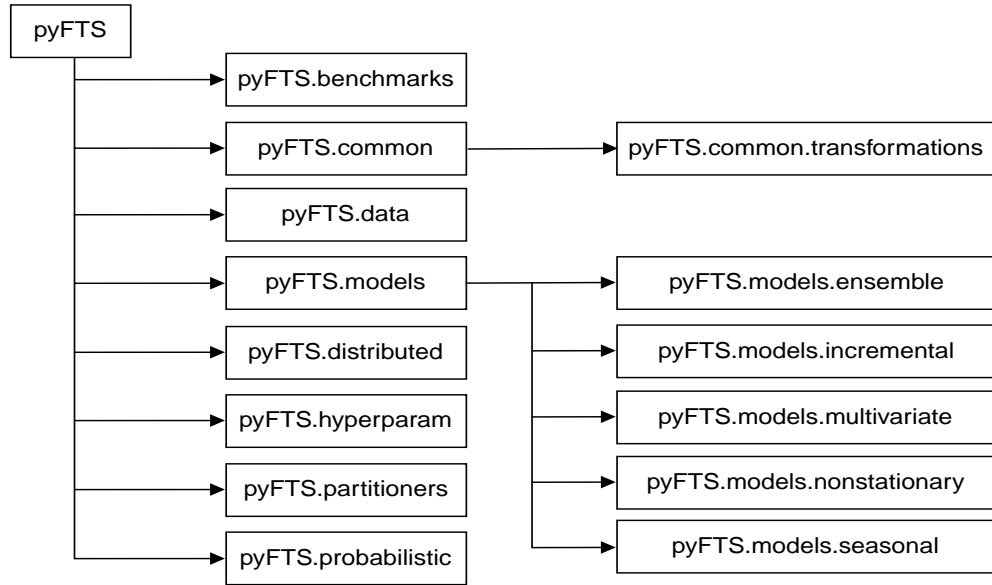 pyFTS
pyFTS.benchmarks
pyFTS.common
pyFTS.common.transformations
pyFTS.data
pyFTS.models
pyFTS.models.ensemble
pyFTS.distributed
pyFTS.models.incremental
pyFTS.hyperparam
pyFTS.models.multivariate
pyFTS.partitioners
pyFTS.models.nonstationary
pyFTS.probabilistic
pyFTS.models.seasonal